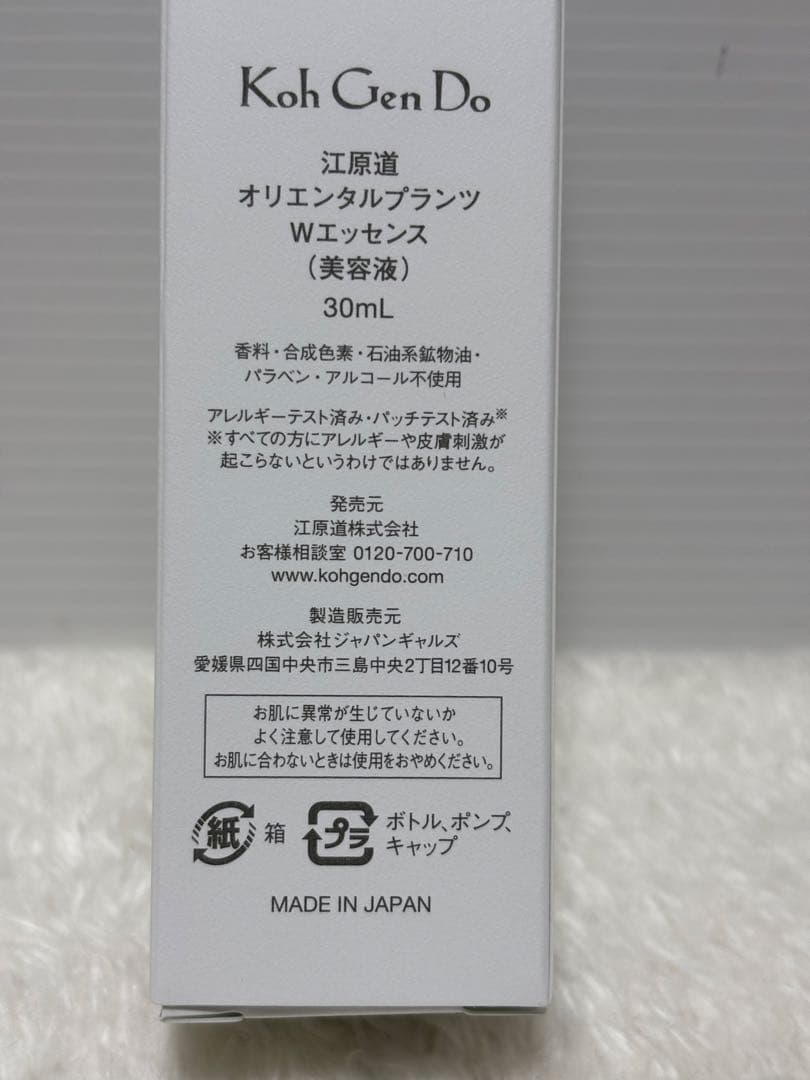 Koh Gen Do
江原道
オリエンタルプランツ
Wエッセンス
（美容液）
30mL
香料・合成色素・石油系鉱物油・
パラベン・アルコール不使用
アレルギーテスト済み・パッチテスト済み※
※すべての方にアレルギーや皮膚刺激が
起こらないというわけではありません。
発売元
江原道株式会社
お客様相談室 0120-700-710
www.kohgendo.com
製造販売元
株式会社ジャパンギャルズ
愛媛県四国中央市三島中央2丁目12番10号
お肌に異常が生じていないか
よく注意して使用してください。
お肌に合わないときは使用をおやめください。
紙 箱
プラ ボトル、ポンプ、
キャップ
MADE IN JAPAN